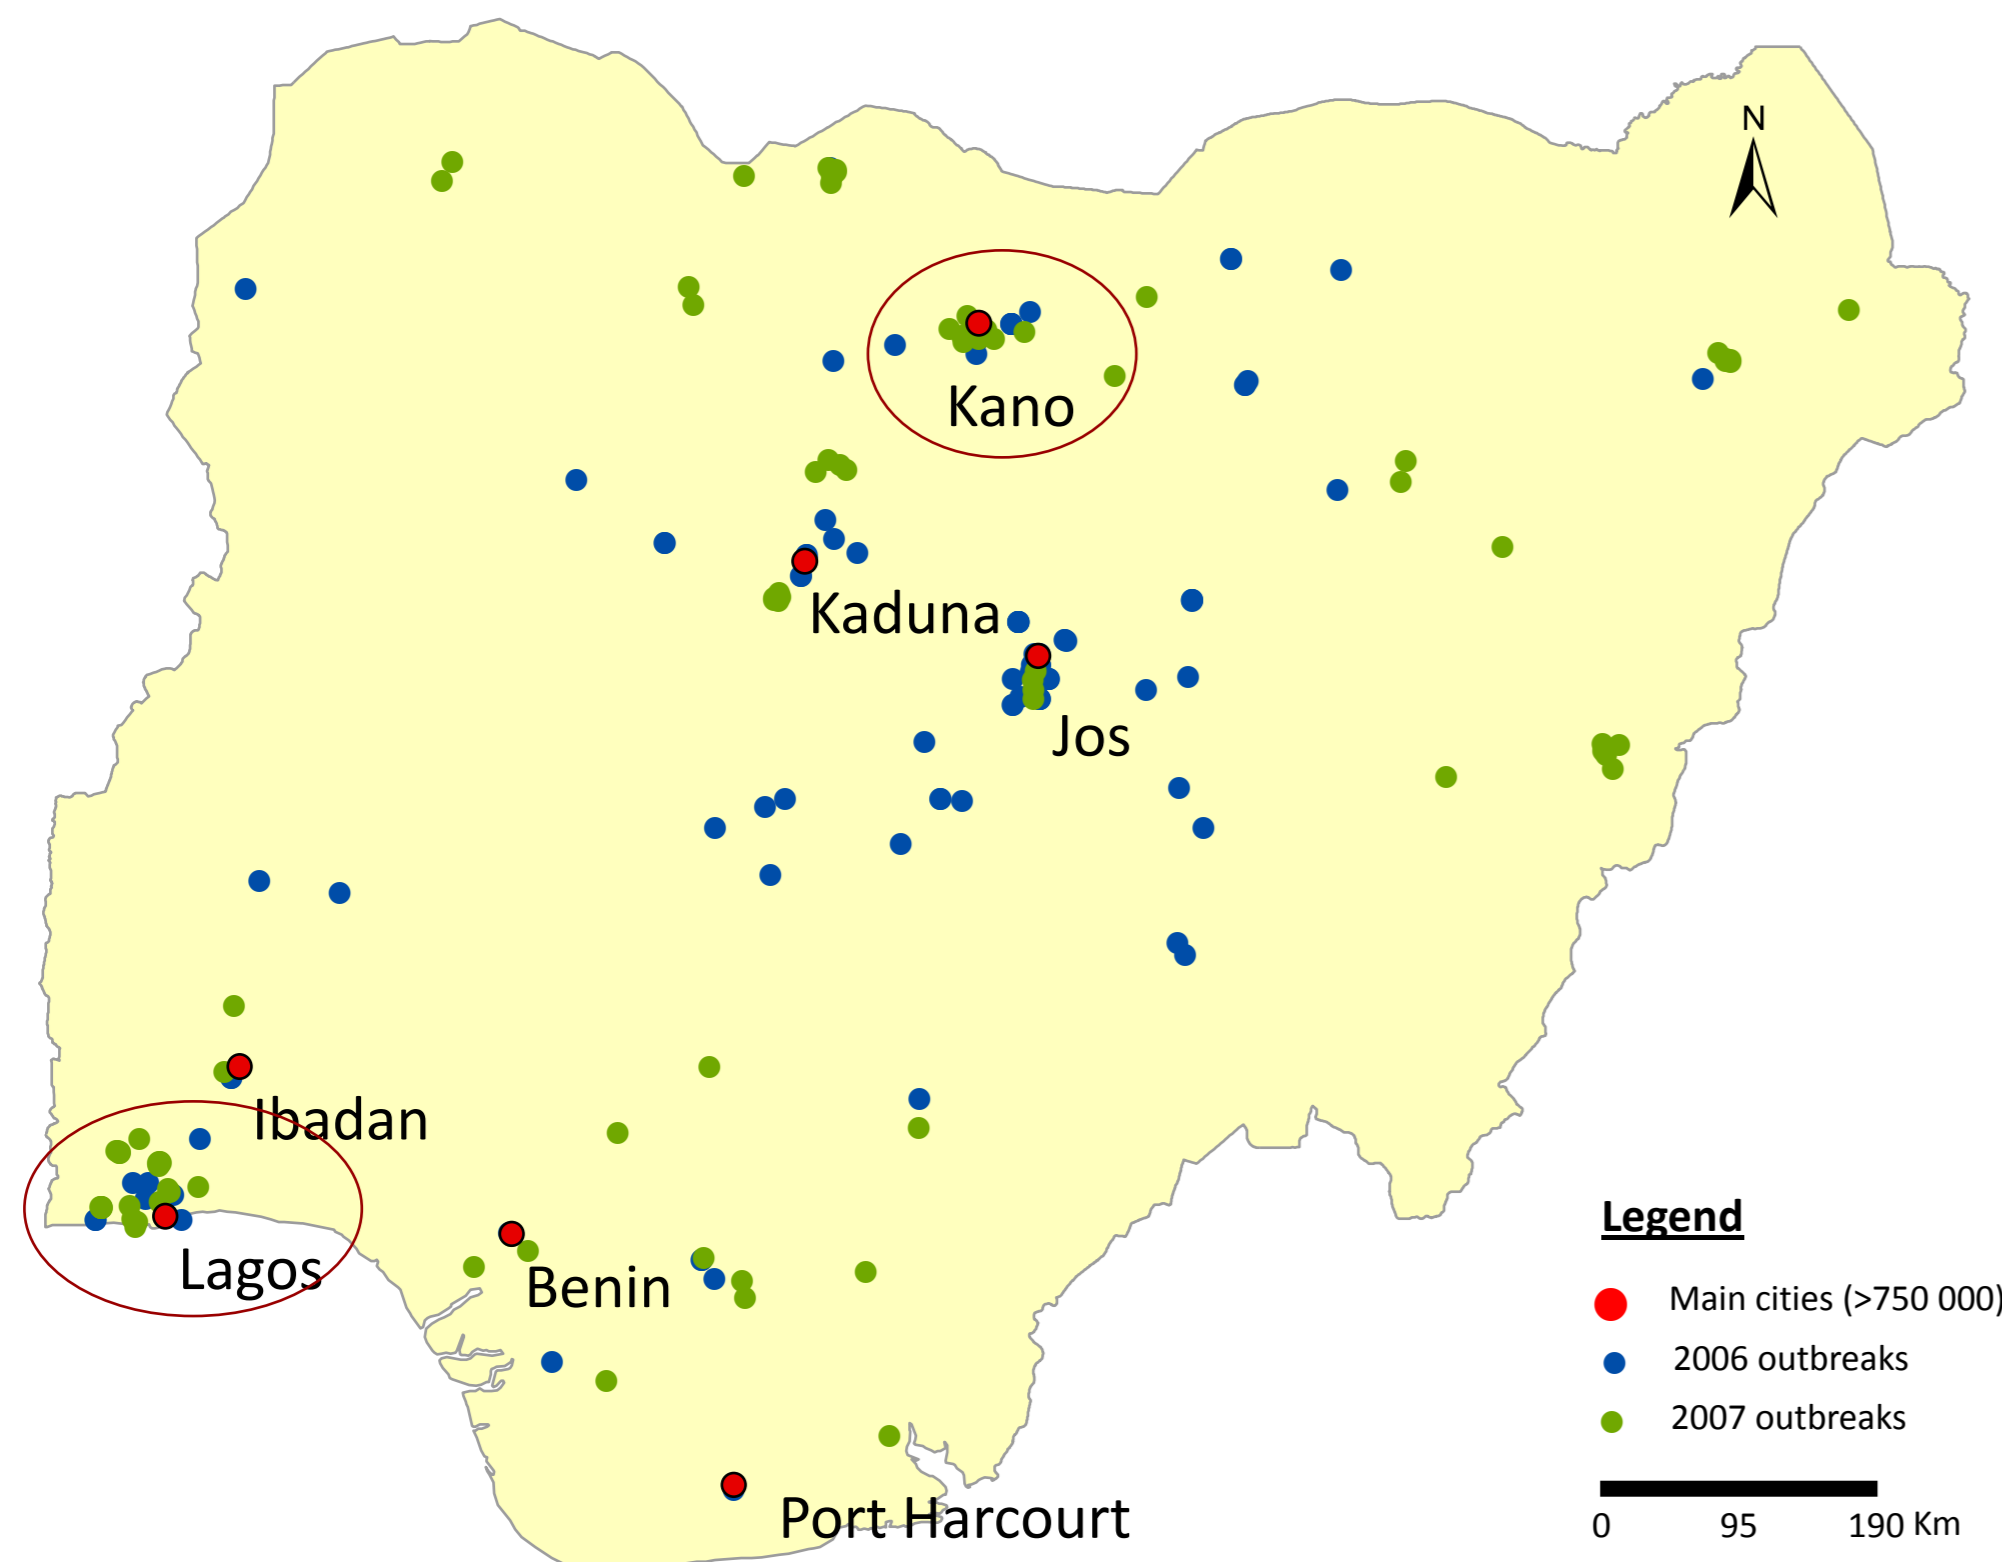 N
Kano
Kaduna
Jos
Ibadan
Lagos
Benin
Port Harcourt
Legend
Main cities (>750 000)
2006 outbreaks
2007 outbreaks
0 95 190 Km